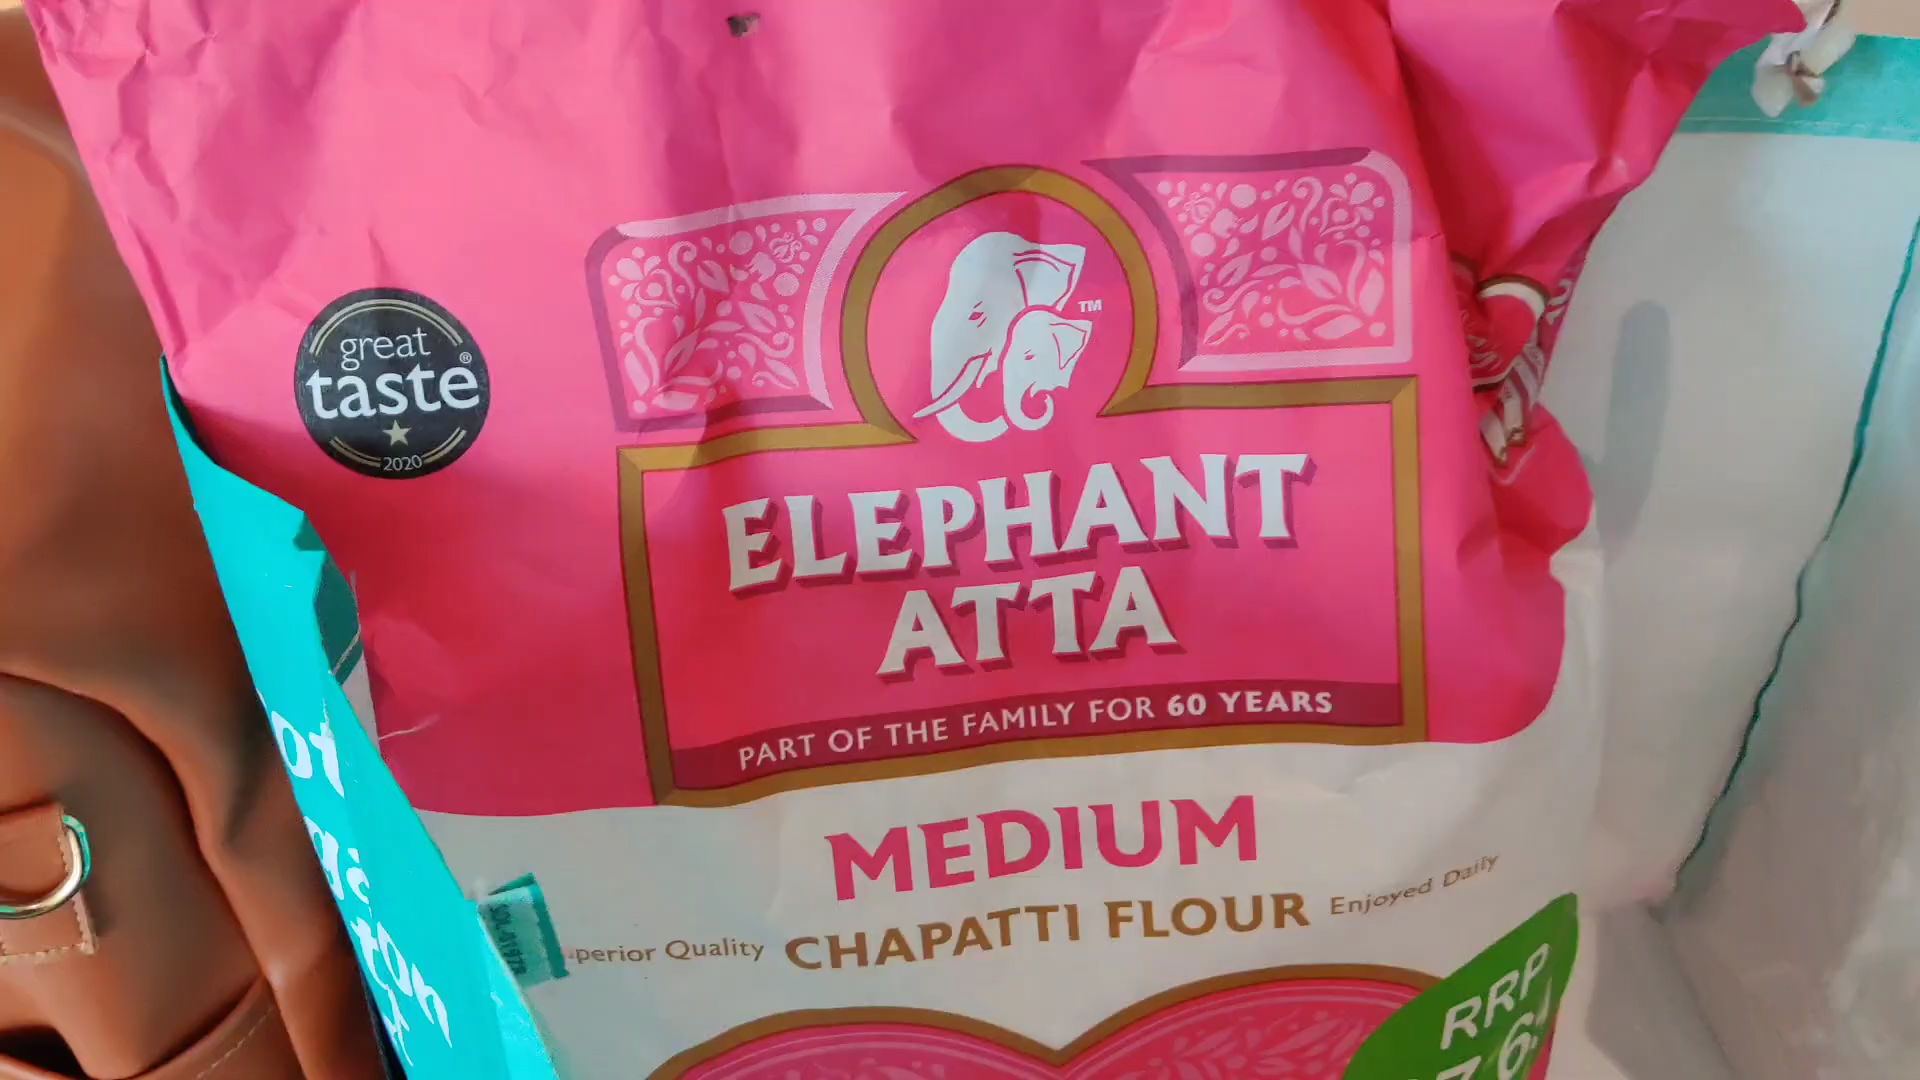 great
taste®
2020
TM
ELEPHANT
ATTA
PART OF THE FAMILY FOR 60 YEARS
MEDIUM
Quality CHAPATTI FLOUR Enjoyed Daily
RRP